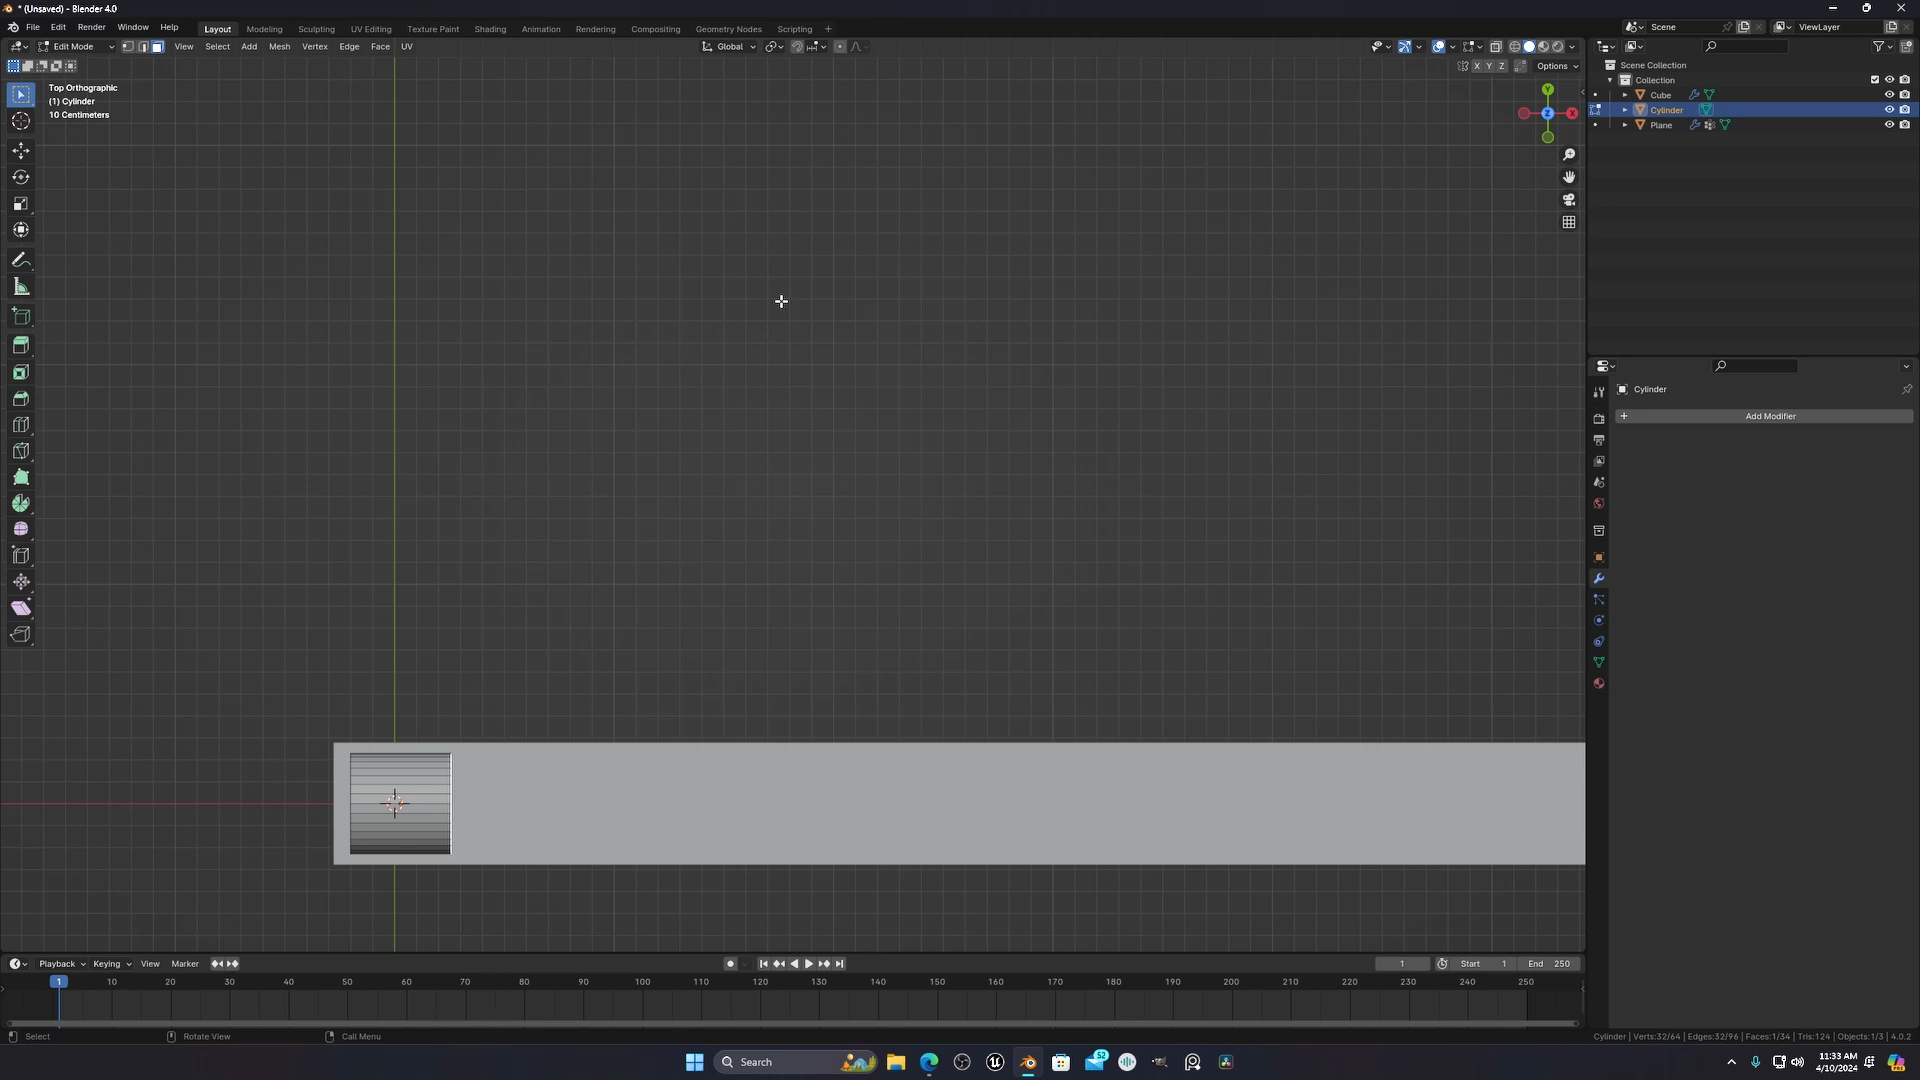 * (Unsaved) - Blender 4.0
File Edit Render Window Help Layout Modeling Sculpting UV Editing Texture Paint Shading Animation Rendering Compositing Geometry Nodes Scripting + Scene ViewLayer
Edit Mode View Select Add Mesh Vertex Edge Face UV Global
X Y Z Options
Top Orthographic
(1) Cylinder
10 Centimeters
Y
Z X
Scene Collection
Collection
Cube
Cylinder
Plane
Cylinder
+ Add Modifier
Playback Keying View Marker 1 Start 1 End 250
1 10 20 30 40 50 60 70 80 90 100 110 120 130 140 150 160 170 180 190 200 210 220 230 240 250
Select Rotate View Call Menu Cylinder | Verts:32/64 | Edges:32/96 | Faces:1/34 | Tris:124 | Objects:1/3 | 4.0.2
Search 52 11:33 AM
4/10/2024